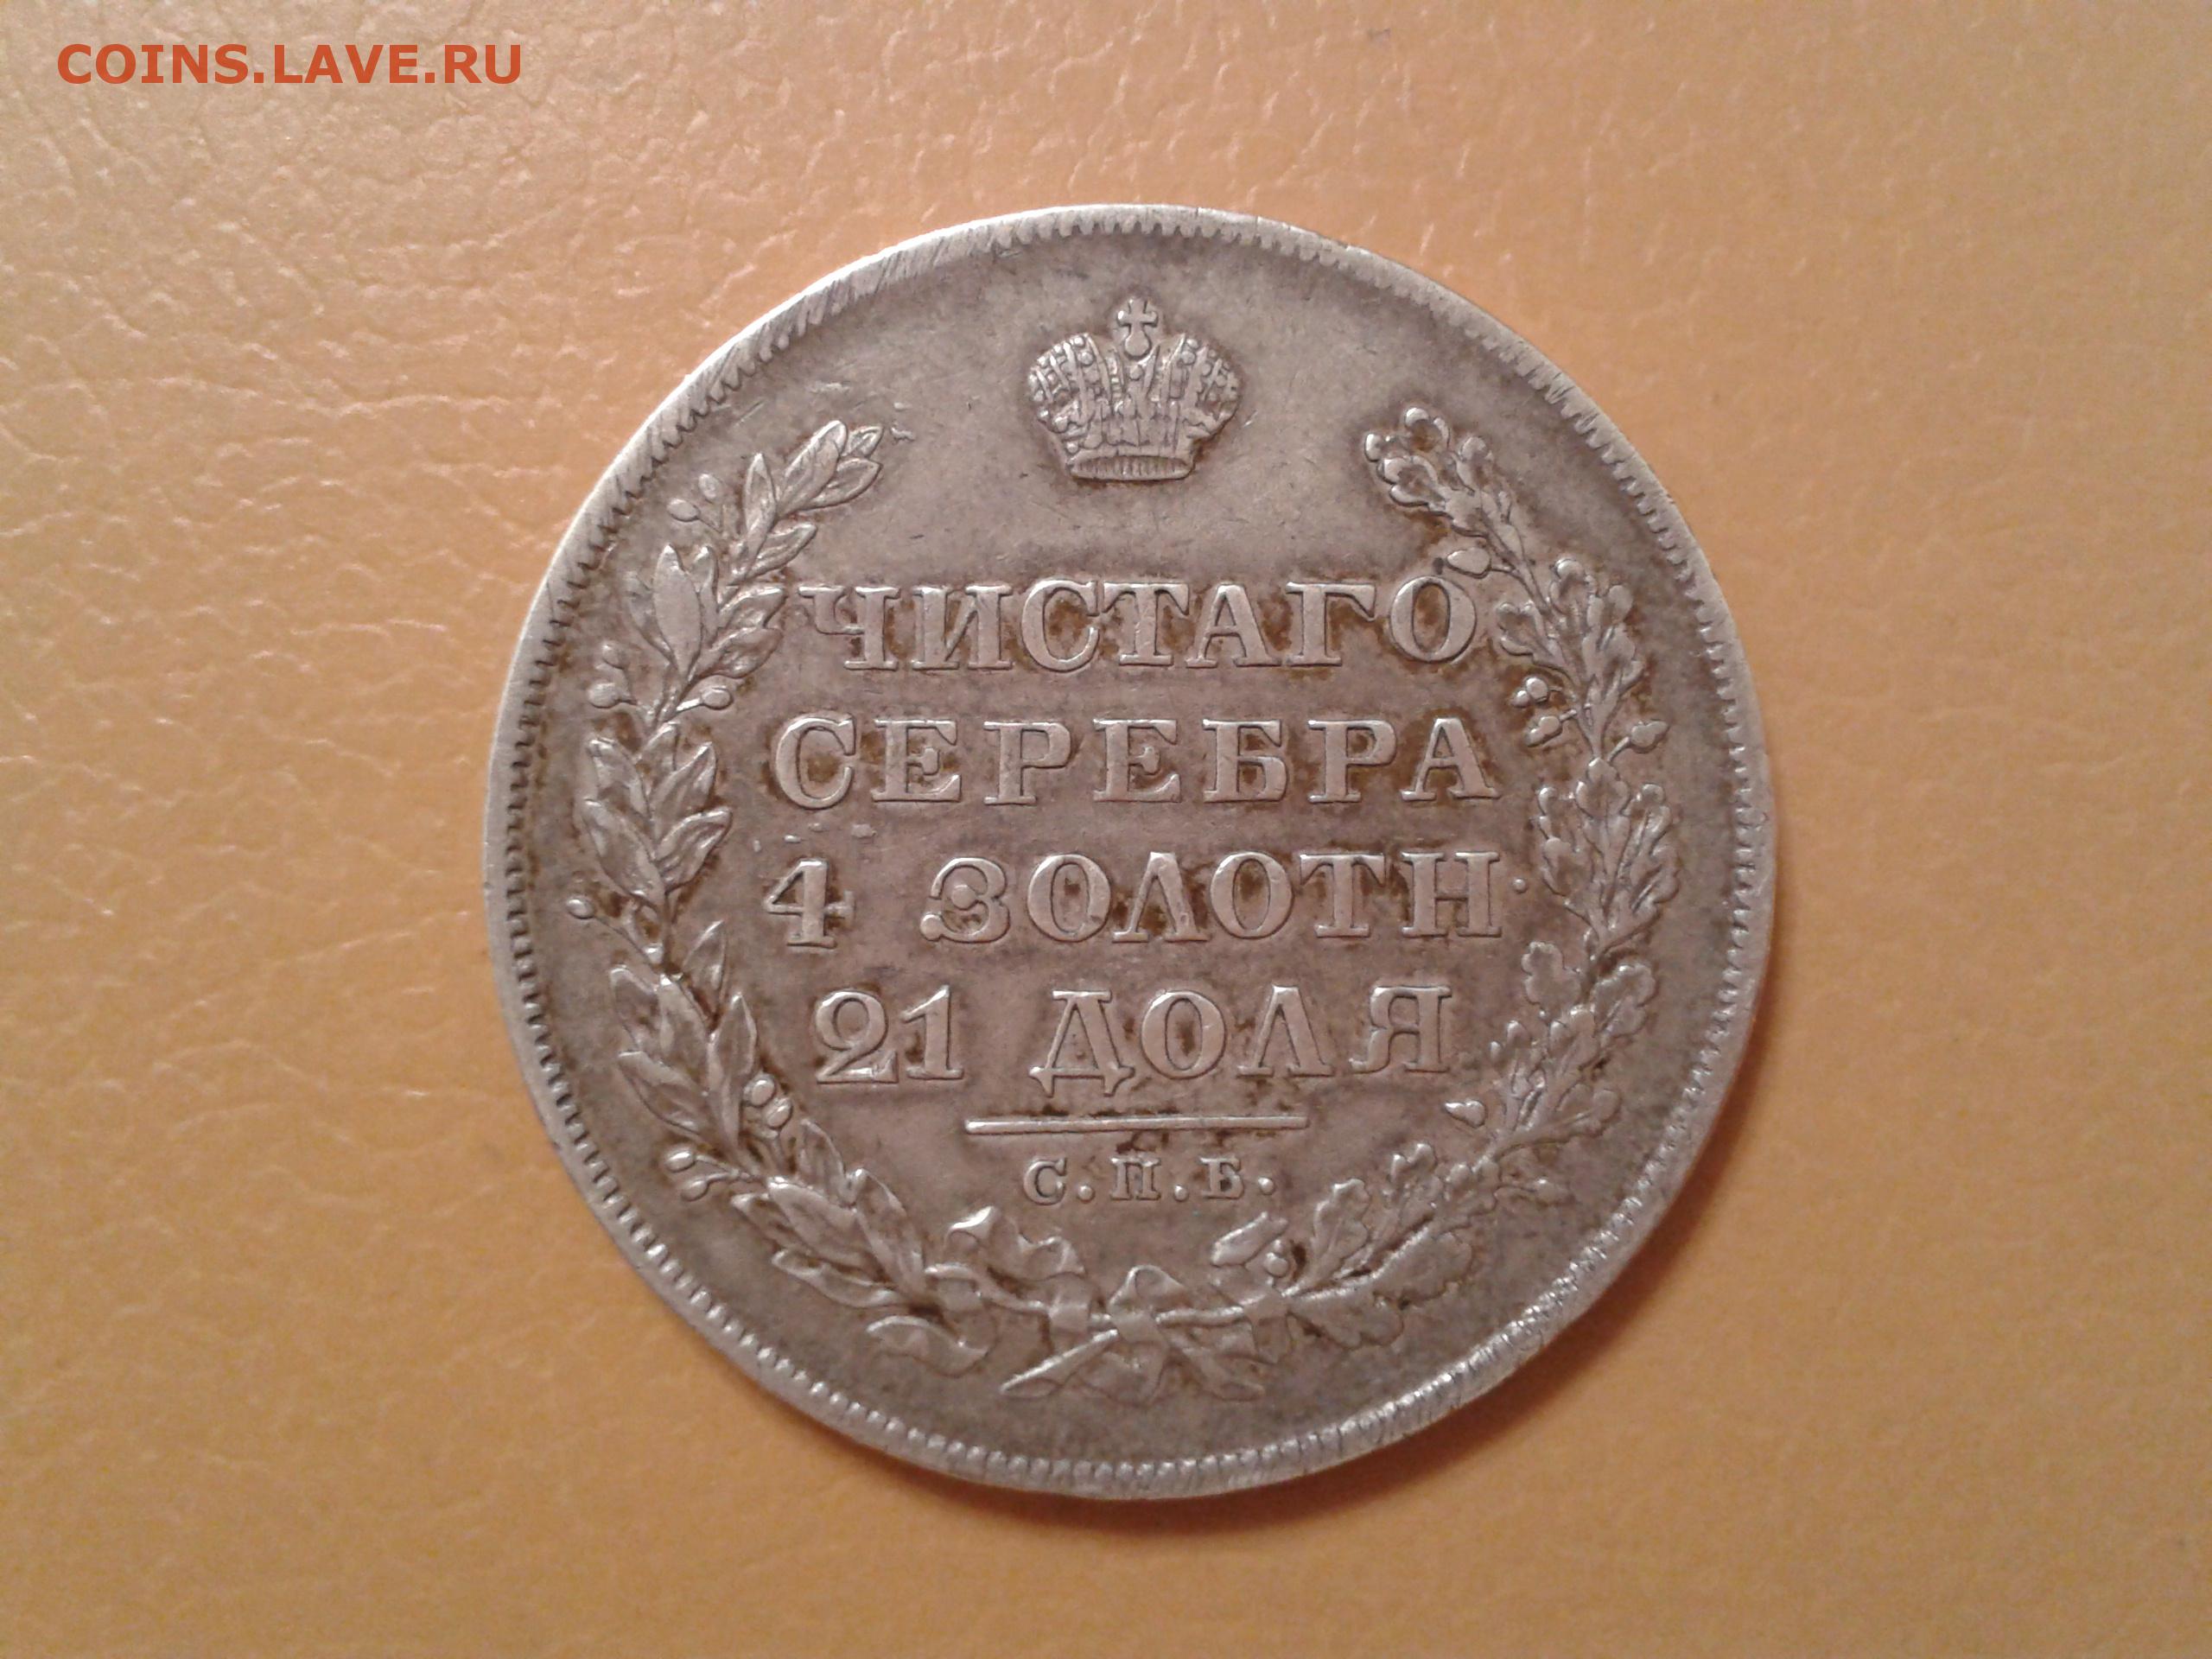 COINS.LAVE.RU
ЧИСТАГО
СЕРЕБРА
4 ЗОЛОТН·
21 ДОЛЯ
С.П.Б.